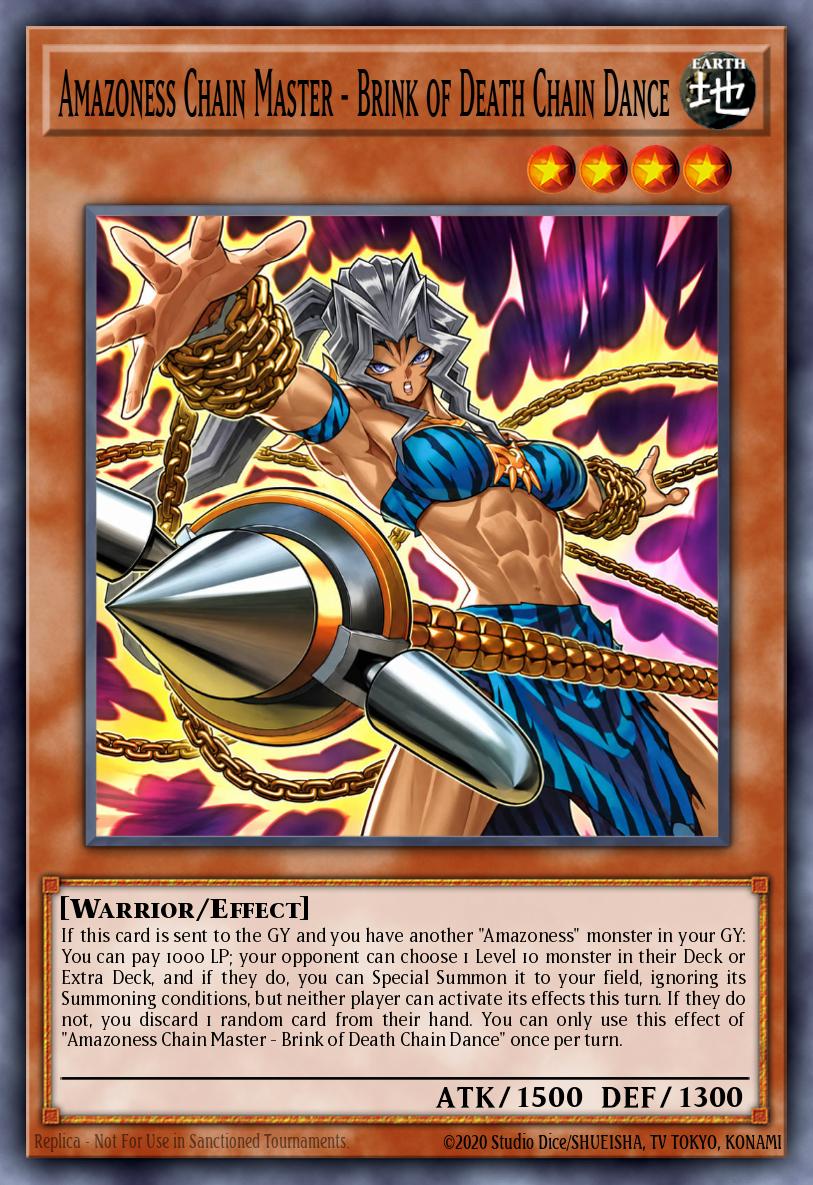 Amazoness Chain Master - Brink of Death Chain Dance
EARTH
地
[Warrior/Effect]
If this card is sent to the GY and you have another "Amazoness" monster in your GY:
You can pay 1000 LP; your opponent can choose 1 Level 10 monster in their Deck or
Extra Deck, and if they do, you can Special Summon it to your field, ignoring its
Summoning conditions, but neither player can activate its effects this turn. If they do
not, you discard 1 random card from their hand. You can only use this effect of
"Amazoness Chain Master - Brink of Death Chain Dance" once per turn.
ATK/1500 DEF/1300
Replica - Not For Use in Sanctioned Tournaments.
©2020 Studio Dice/SHUEISHA, TV TOKYO, KONAMI